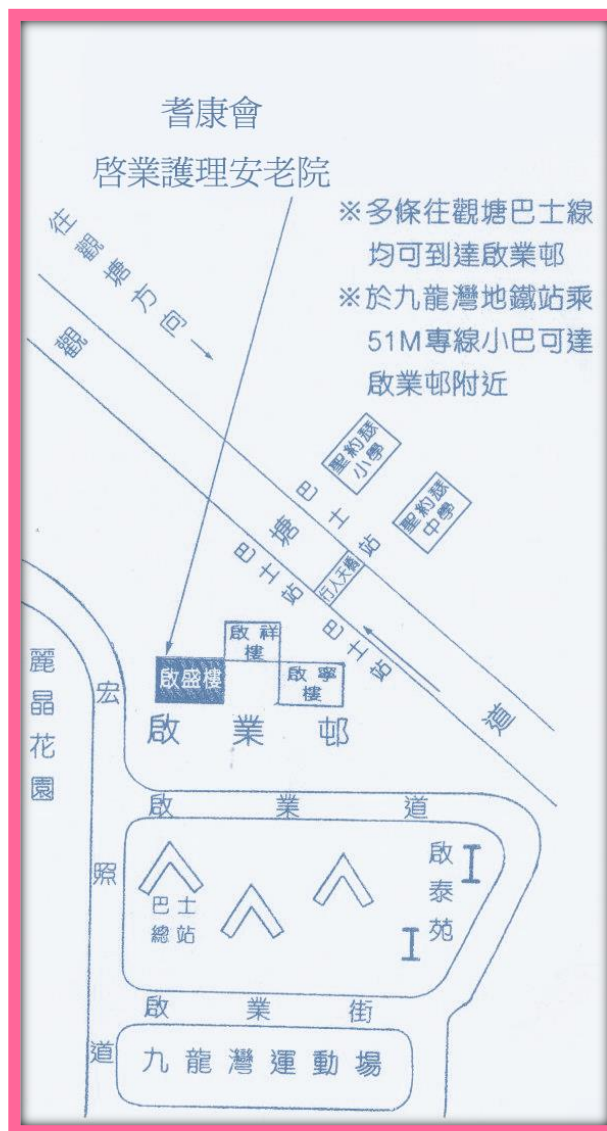 耆康會
啓業護理安老院
※多條往觀塘巴士線
均可到達啟業邨
※於九龍灣地鐵站乘
51M專線小巴可達
啟業邨附近
往觀塘方向
觀塘道
聖約瑟
小學
聖約瑟
中學
巴士站
行人天橋
巴士站
巴士站
啟祥
樓
啟盛樓
啟寧
樓
啟業邨
麗晶花園
宏照道
啟業道
巴士
總站
啟泰苑
啟業街
九龍灣運動場